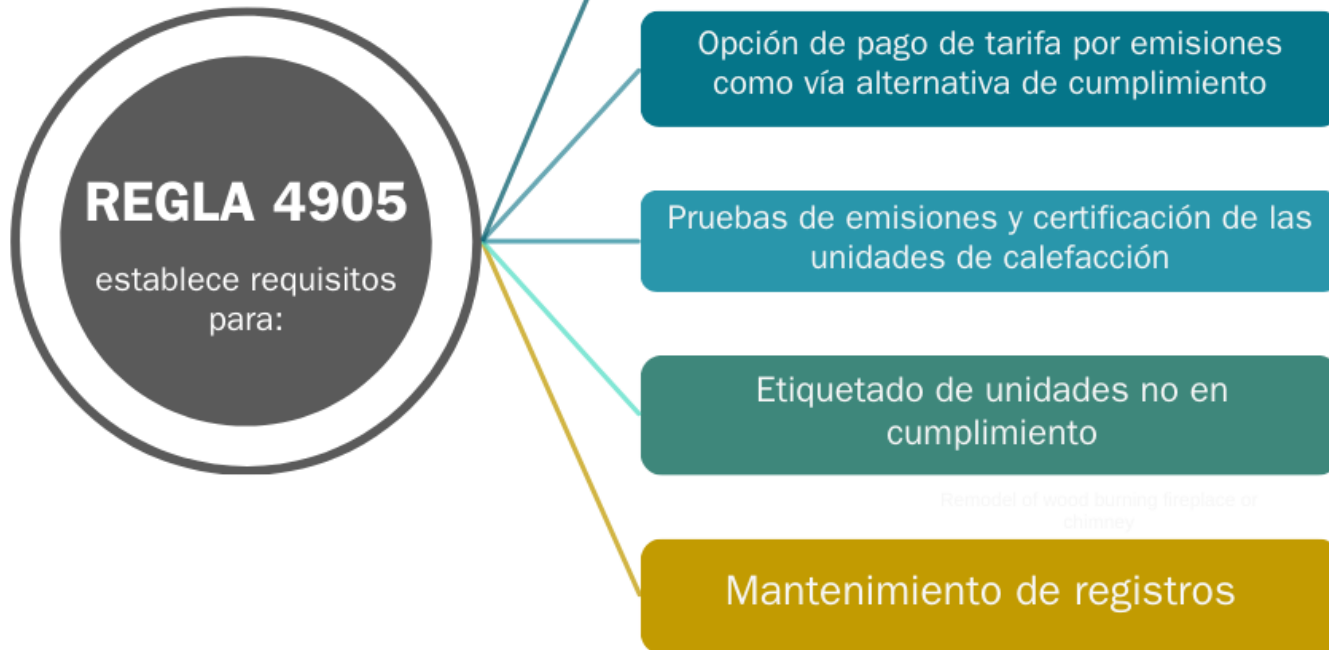 REGLA 4905
establece requisitos
para:
Opción de pago de tarifa por emisiones
como vía alternativa de cumplimiento
Pruebas de emisiones y certificación de las
unidades de calefacción
Etiquetado de unidades no en
cumplimiento
Remodel of wood burning fireplace or
chimney
Mantenimiento de registros